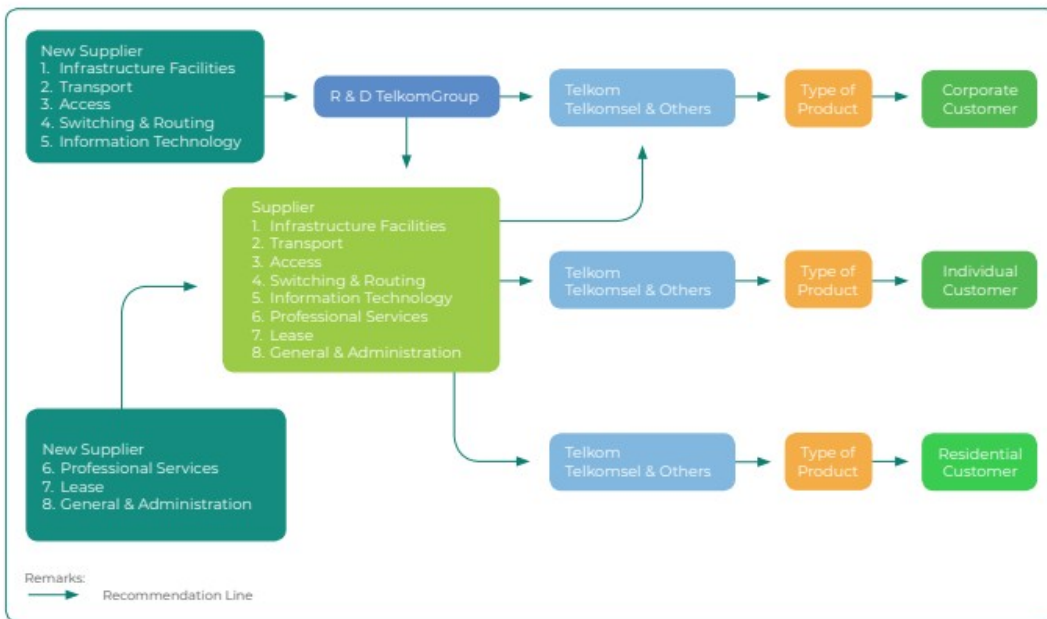 New Supplier
1. Infrastructure Facilities
2. Transport
3. Access
4. Switching & Routing
5. Information Technology
R & D TelkomGroup
Telkom
Telkomsel & Others
Type of
Product
Corporate
Customer
Supplier
1. Infrastructure Facilities
2. Transport
3. Access
4. Switching & Routing
5. Information Technology
6. Professional Services
7. Lease
8. General & Administration
Telkom
Telkomsel & Others
Type of
Product
Individual
Customer
New Supplier
6. Professional Services
7. Lease
8. General & Administration
Telkom
Telkomsel & Others
Type of
Product
Residential
Customer
Remarks:
Recommendation Line